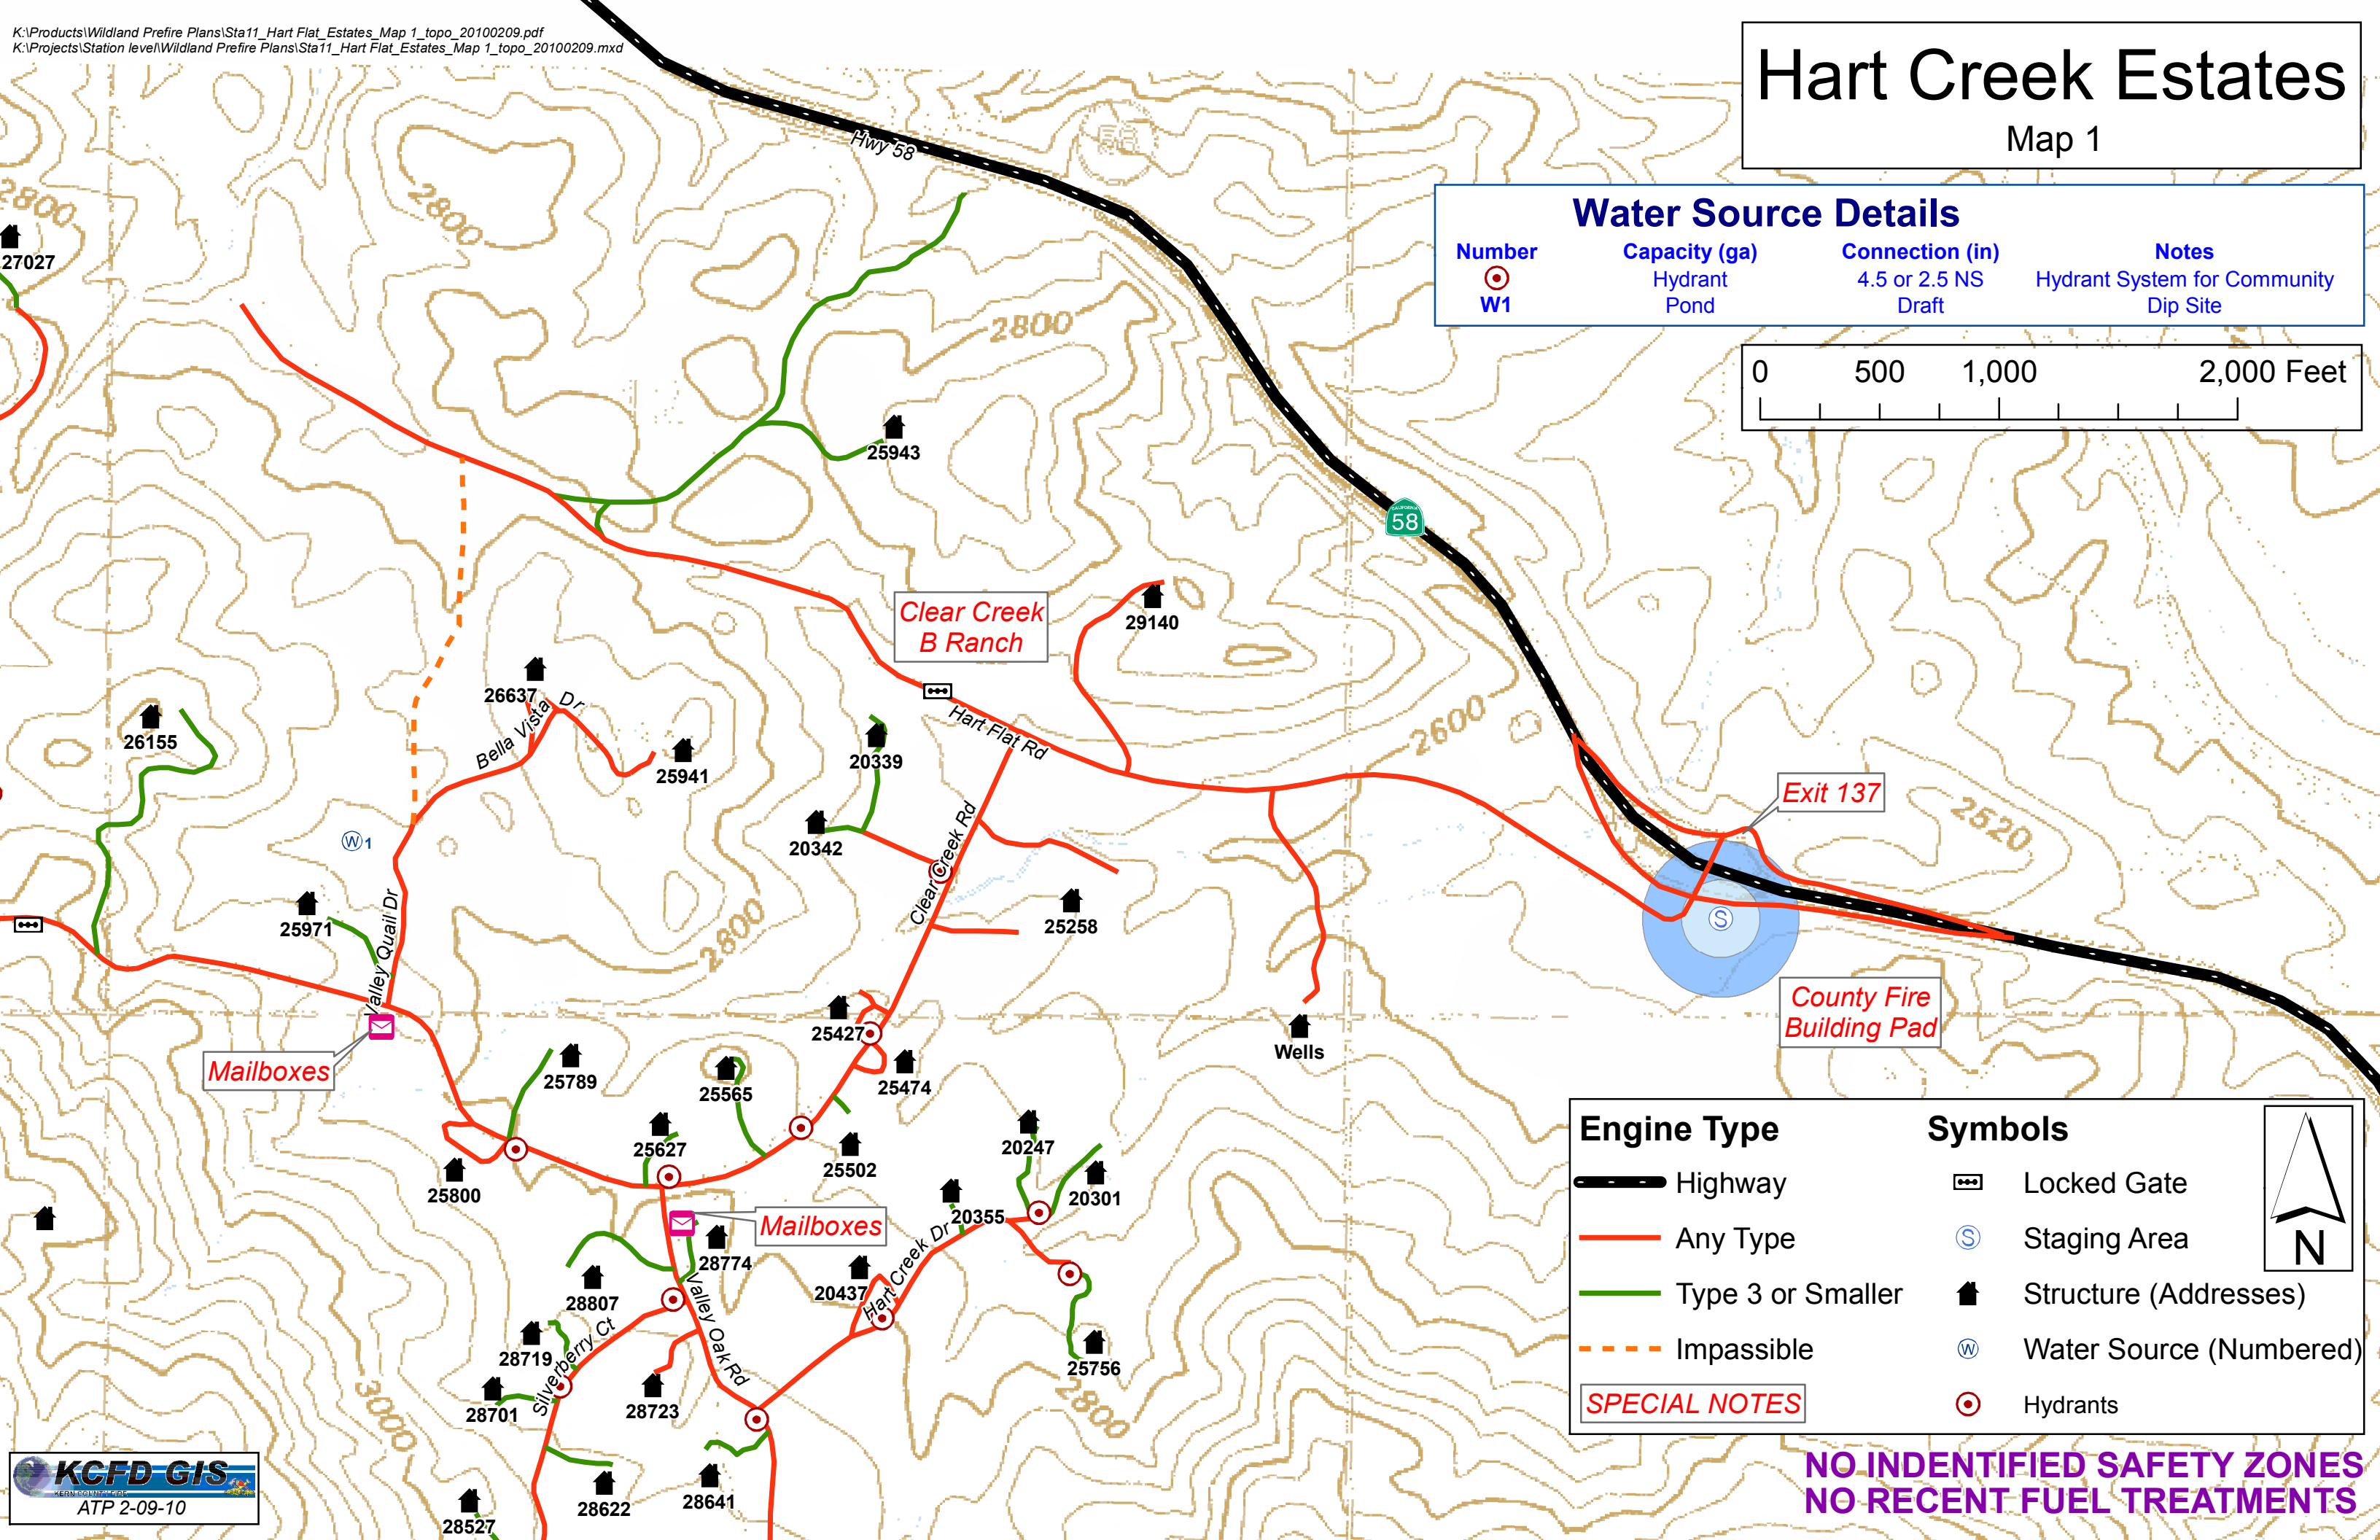 K:\Products\Wildland Prefire Plans\Sta11_Hart Flat_Estates_Map 1_topo_20100209.pdf
K:\Projects\Station level\Wildland Prefire Plans\Sta11_Hart Flat_Estates_Map 1_topo_20100209.mxd
Hart Creek Estates
Map 1
Water Source Details
Number Capacity (ga) Connection (in) Notes
Hydrant 4.5 or 2.5 NS Hydrant System for Community
W1 Pond Draft Dip Site
0 500 1,000 2,000 Feet
Hwy 58
58
2800
2800
2800
27027
25943
CALIFORNIA
58
Clear Creek
B Ranch
29140
26637
Bella Vista Dr
25941
26155
20339
Hart Flat Rd
2600
Exit 137
2520
20342
Clear Creek Rd
W 1
25971
Valley Quail Dr
2800
25258
S
County Fire
Building Pad
25427
Wells
Mailboxes
25789
25565
25474
25627
25502
20247
25800
20301
20355
Mailboxes
28774
Hart Creek Dr
28807
20437
Valley Oak Rd
28719
Silverberry Ct
25756
28701
28723
3000
2800
28622
28641
28527
Engine Type
Highway
Any Type
Type 3 or Smaller
Impassible
SPECIAL NOTES
Symbols
Locked Gate
S Staging Area
Structure (Addresses)
W Water Source (Numbered)
Hydrants
N
KCFD GIS
KERN COUNTY FIRE
ATP 2-09-10
NO INDENTIFIED SAFETY ZONES
NO RECENT FUEL TREATMENTS